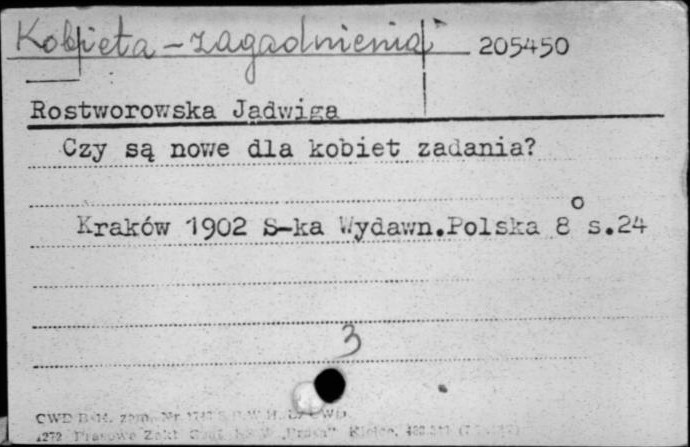 Kobieta – zagadnienia 205450
Rostworowska Jadwiga
Czy są nowe dla kobiet zadania?
Kraków 1902 S-ka Wydawn.Polska 8° s.24
3
CWD